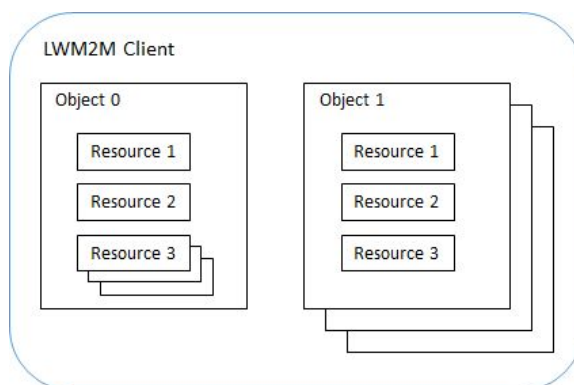 LWM2M Client
Object 0
Resource 1
Resource 2
Resource 3
Object 1
Resource 1
Resource 2
Resource 3